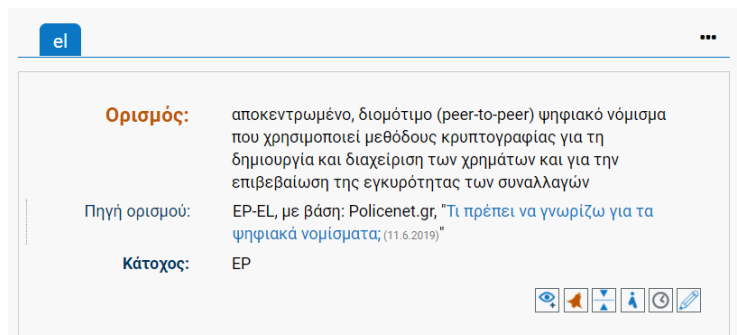 el
Ορισμός: αποκεντρωμένο, διομότιμο (peer-to-peer) ψηφιακό νόμισμα
που χρησιμοποιεί μεθόδους κρυπτογραφίας για τη
δημιουργία και διαχείριση των χρημάτων και για την
επιβεβαίωση της εγκυρότητας των συναλλαγών
Πηγή ορισμού: EP-EL, με βάση: Policenet.gr, "Τι πρέπει να γνωρίζω για τα
ψηφιακά νομίσματα; (11.6.2019)"
Κάτοχος: EP